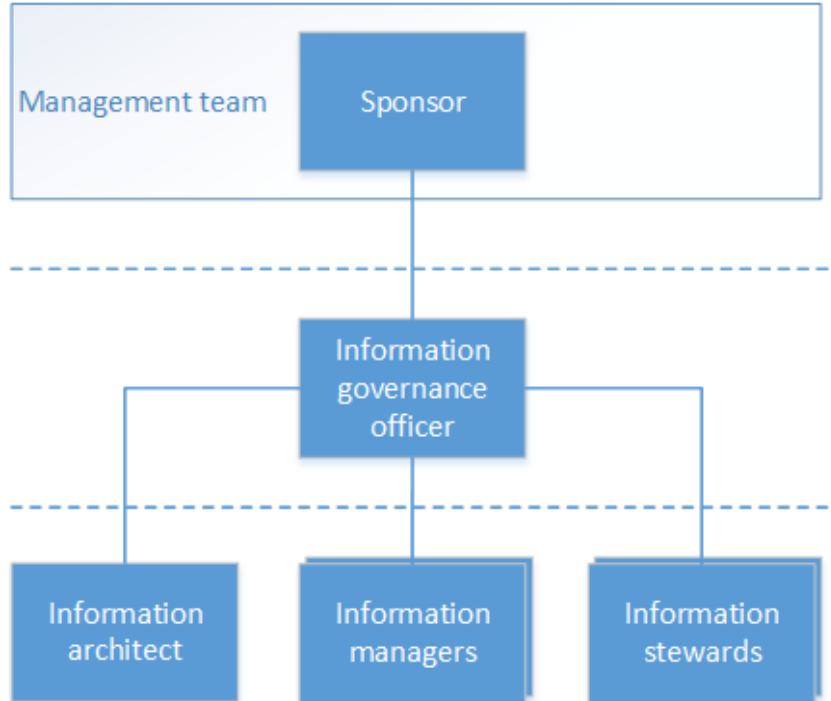 Management team
Sponsor
Information
governance
officer
Information
architect
Information
managers
Information
stewards